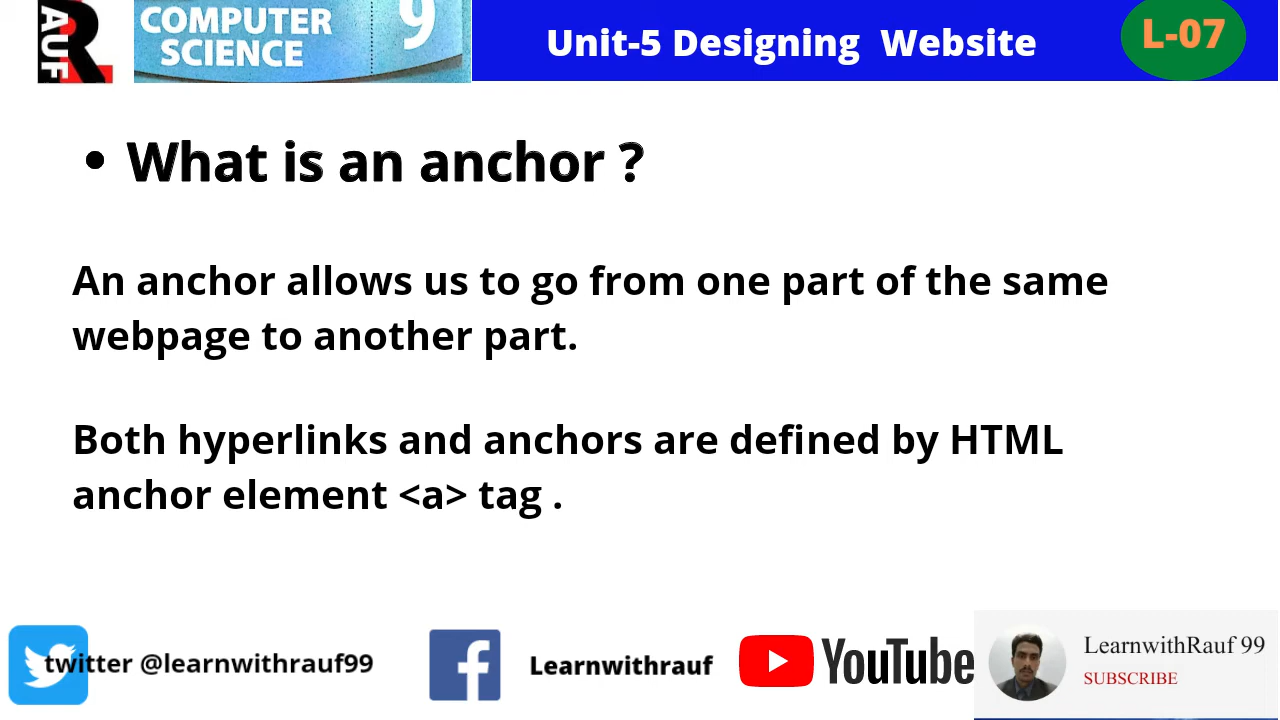 RAUF
COMPUTER
SCIENCE
9
Unit-5 Designing Website
L-07
• What is an anchor ?
An anchor allows us to go from one part of the same
webpage to another part.
Both hyperlinks and anchors are defined by HTML
anchor element <a> tag .
twitter @learnwithrauf99
Learnwithrauf
YouTube
LearnwithRauf 99
SUBSCRIBE